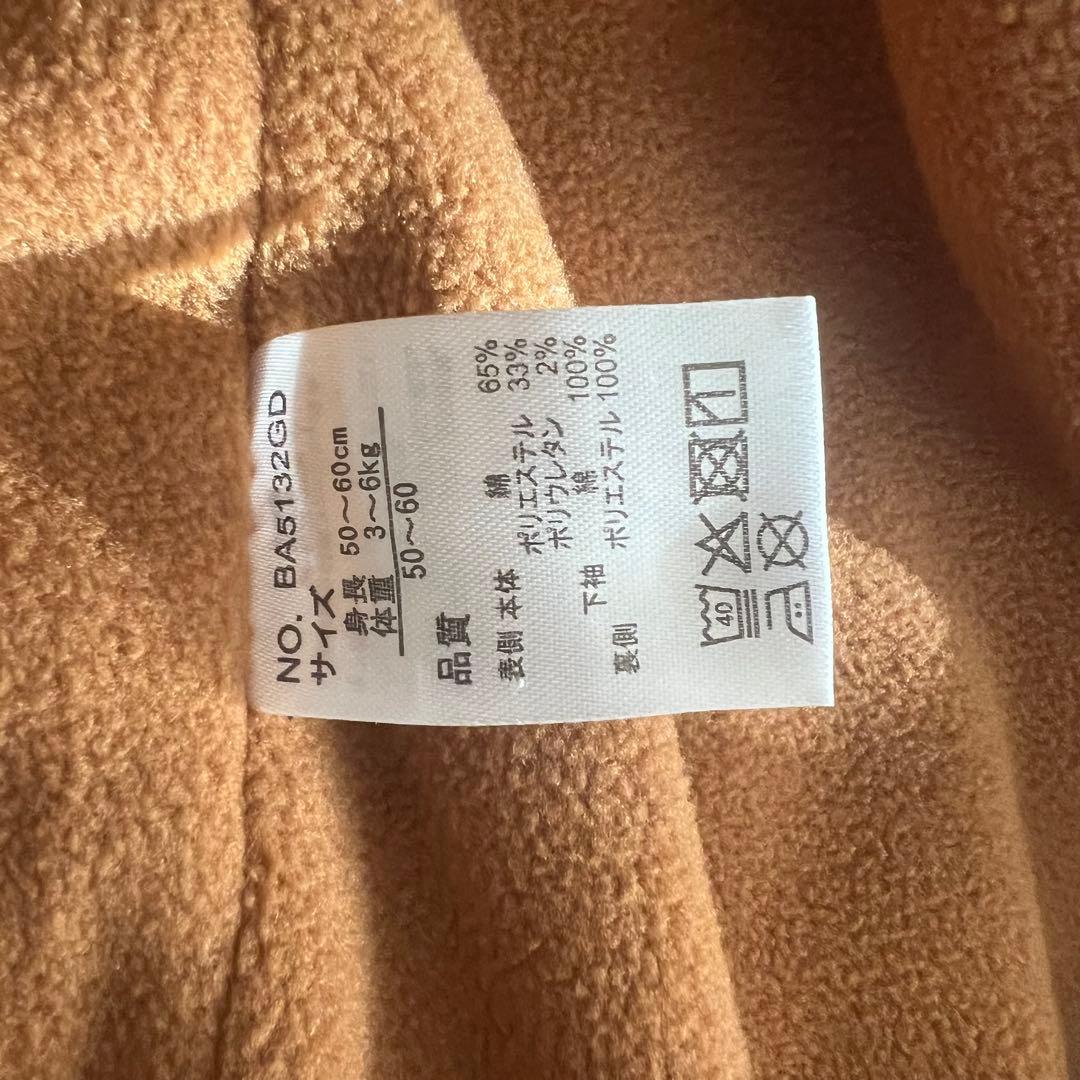 NO. BA5132GD
サイズ
身長 50〜60cm
体重 3〜6kg
50〜60
品質
表側 本体 綿 65%
ポリエステル 33%
ポリウレタン 2%
下袖 綿 100%
裏側 ポリエステル 100%
40